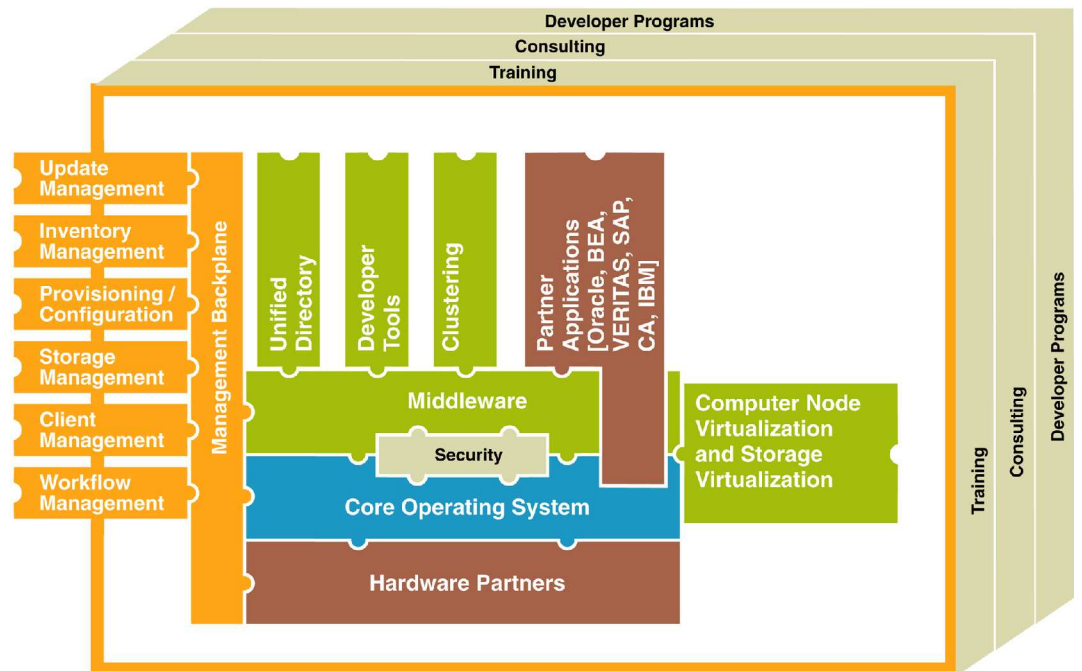 Developer Programs
Consulting
Training
Update
Management
Inventory
Management
Provisioning /
Configuration
Storage
Management
Client
Management
Workflow
Management
Management Backplane
Unified
Directory
Developer
Tools
Clustering
Partner
Applications
[Oracle, BEA,
VERITAS, SAP,
CA, IBM]
Middleware
Security
Core Operating System
Hardware Partners
Computer Node
Virtualization
and Storage
Virtualization
Training
Consulting
Developer Programs